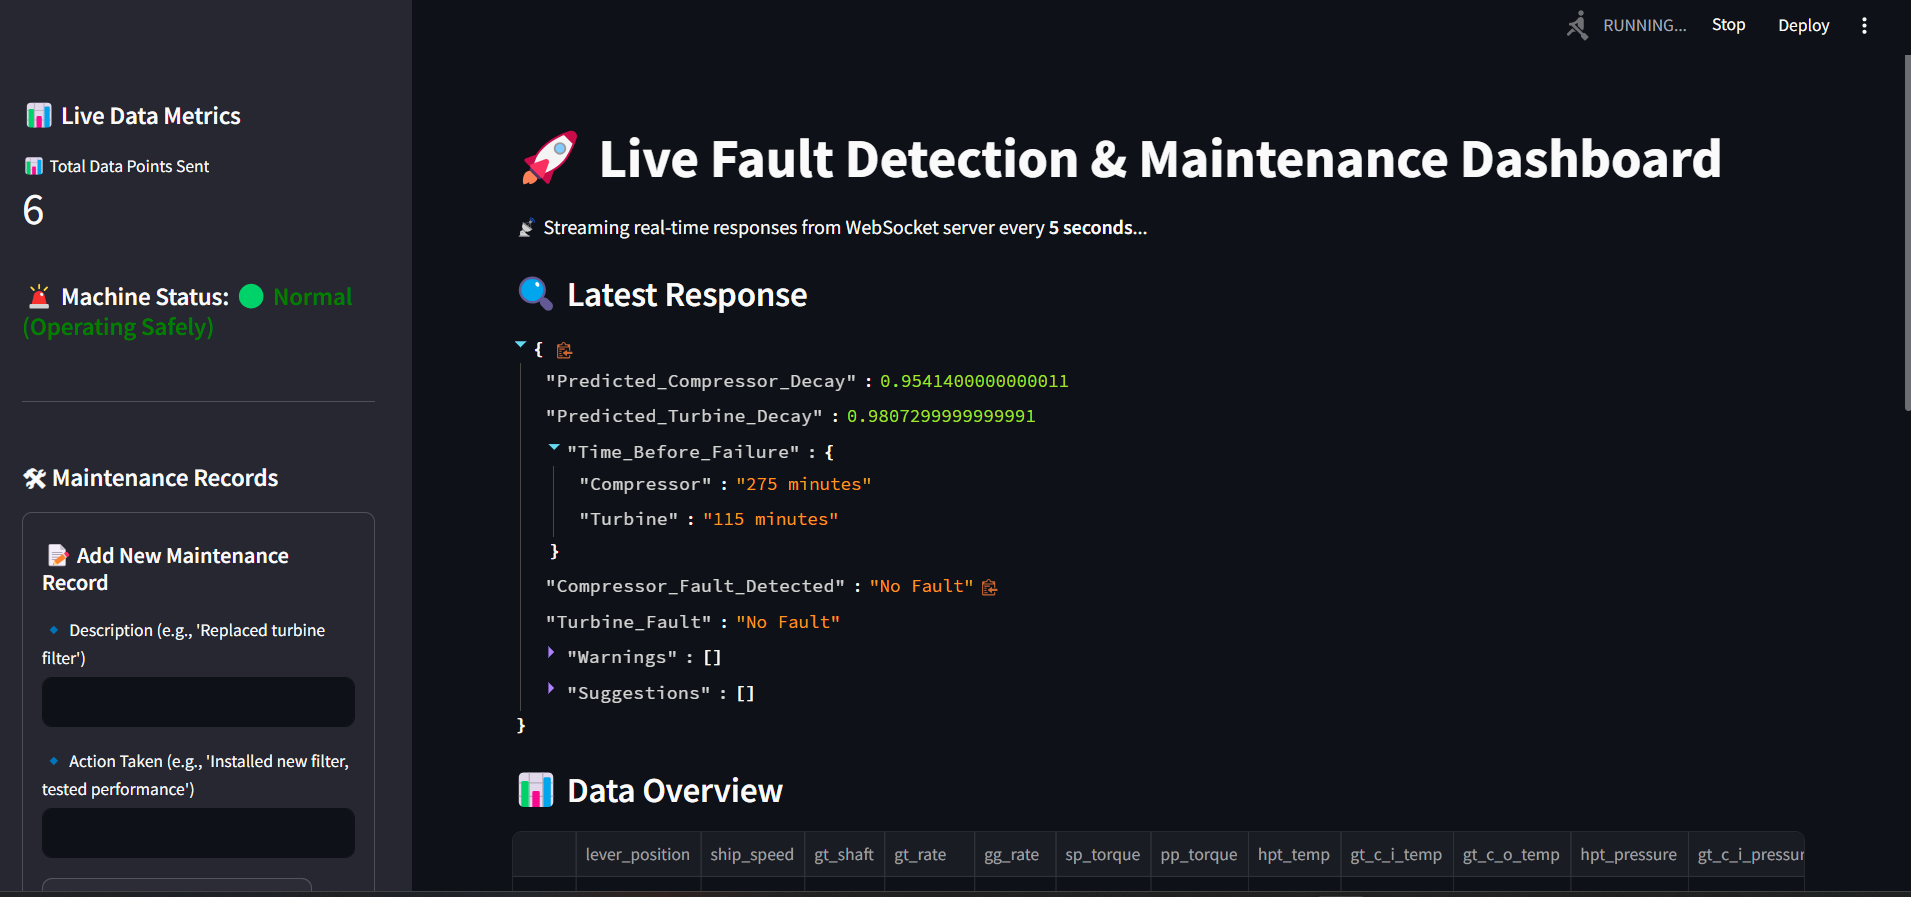 RUNNING...
Stop
Deploy
Live Data Metrics
Total Data Points Sent
6
Machine Status: Normal
(Operating Safely)
Maintenance Records
Add New Maintenance
Record
Description (e.g., 'Replaced turbine
filter')
Action Taken (e.g., 'Installed new filter,
tested performance')
Live Fault Detection & Maintenance Dashboard
Streaming real-time responses from WebSocket server every 5 seconds...
Latest Response
{
"Predicted_Compressor_Decay" : 0.9541400000000011
"Predicted_Turbine_Decay" : 0.9807299999999991
"Time_Before_Failure" : {
"Compressor" : "275 minutes"
"Turbine" : "115 minutes"
}
"Compressor_Fault_Detected" : "No Fault"
"Turbine_Fault" : "No Fault"
"Warnings" : []
"Suggestions" : []
}
Data Overview
lever_position ship_speed gt_shaft gt_rate gg_rate sp_torque pp_torque hpt_temp gt_c_i_temp gt_c_o_temp hpt_pressure gt_c_i_pressur